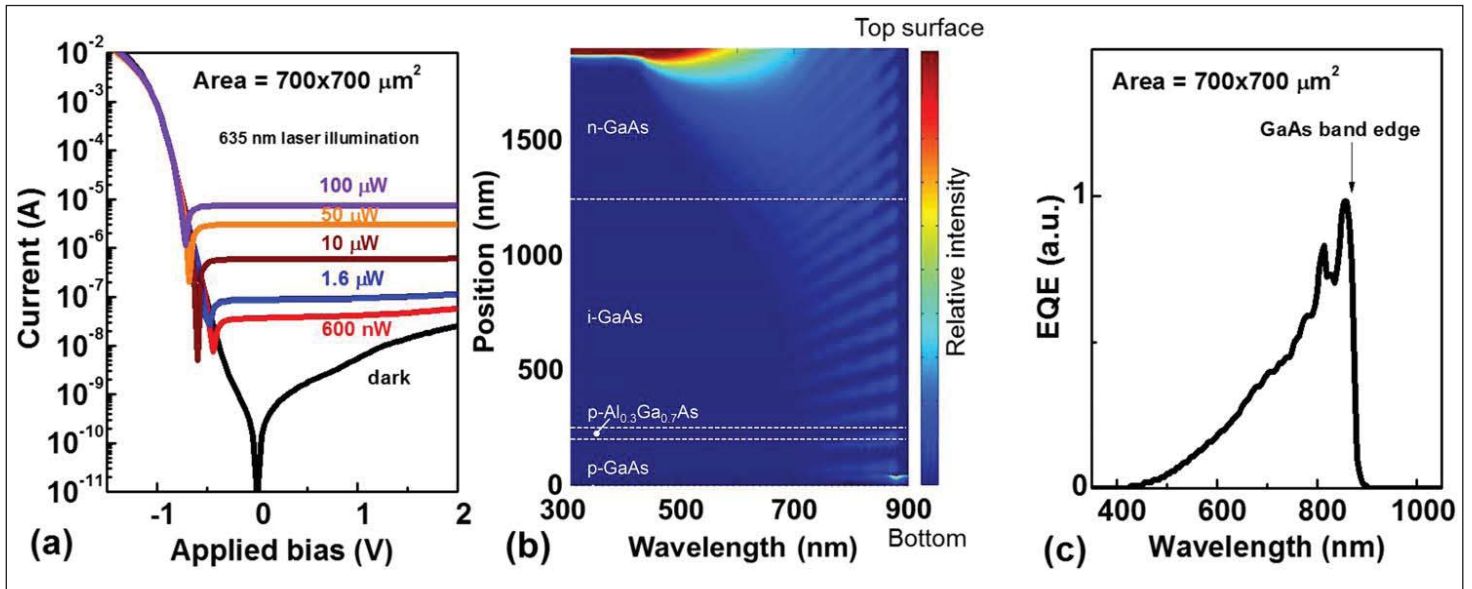 10⁻²
10⁻³
10⁻⁴
10⁻⁵
10⁻⁶
10⁻⁷
10⁻⁸
10⁻⁹
10⁻¹⁰
10⁻¹¹
Current (A)
Area = 700x700 μm²
635 nm laser illumination
100 μW
50 μW
10 μW
1.6 μW
600 nW
dark
-1
0
1
2
(a)
Applied bias (V)
Top surface
1500
1000
500
0
Position (nm)
n-GaAs
i-GaAs
p-Al₀.₃Ga₀.₇As
p-GaAs
Relative intensity
300
500
700
900
Bottom
(b)
Wavelength (nm)
Area = 700x700 μm²
GaAs band edge
1
0
EQE (a.u.)
400
600
800
1000
(c)
Wavelength (nm)